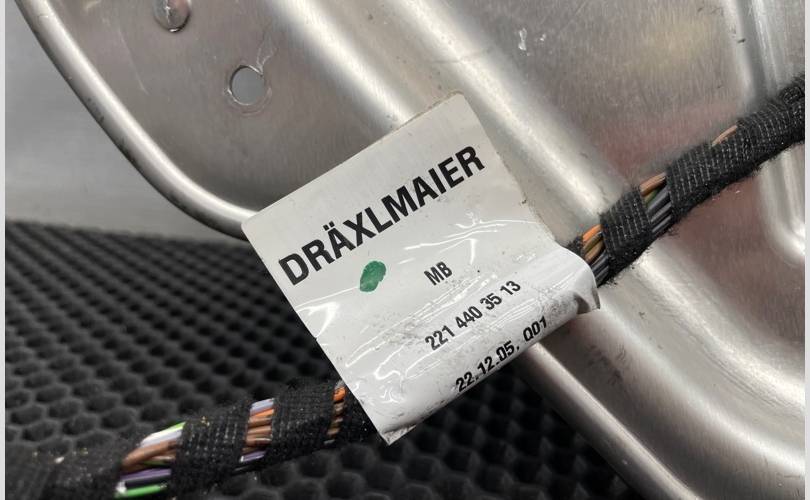 DRÄXLMAIER
MB
221 440 35 13
22.12.05. 001